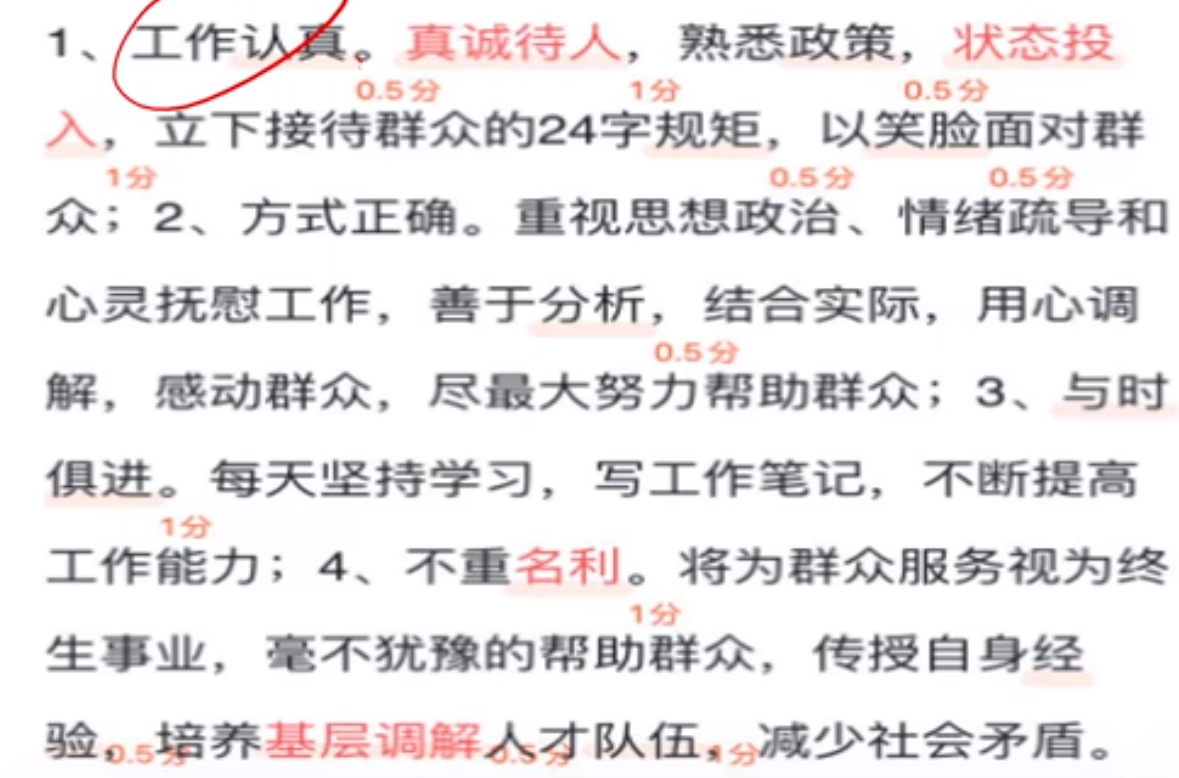 1、工作认真。真诚待人，熟悉政策，状态投
0.5分 1分 0.5分
入，立下接待群众的24字规矩，以笑脸面对群
1分 0.5分 0.5分
众；2、方式正确。重视思想政治、情绪疏导和
心灵抚慰工作，善于分析，结合实际，用心调
0.5分
解，感动群众，尽最大努力帮助群众；3、与时
俱进。每天坚持学习，写工作笔记，不断提高
1分
工作能力；4、不重名利。将为群众服务视为终
1分
生事业，毫不犹豫的帮助群众，传授自身经
验，培养基层调解人才队伍，减少社会矛盾。
0.5分 0.5分 1分